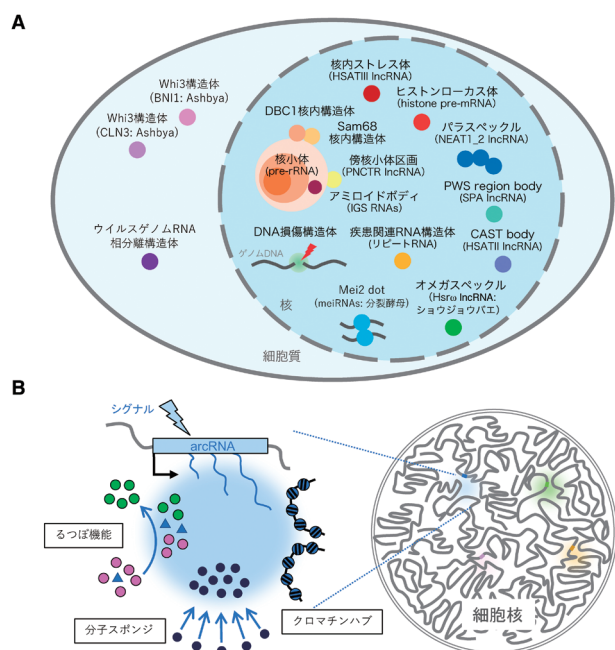 A
核内ストレス体
(HSATIII lncRNA)
Whi3構造体
(BNI1: Ashbya)
ヒストンローカス体
(histone pre-mRNA)
DBC1核内構造体
Whi3構造体
(CLN3: Ashbya)
Sam68
核内構造体
パラスペックル
(NEAT1_2 lncRNA)
核小体
(pre-rRNA)
傍核小体区画
(PNCTR lncRNA)
PWS region body
(SPA lncRNA)
アミロイドボディ
(IGS RNAs)
ウイルスゲノムRNA
相分離構造体
DNA損傷構造体
疾患関連RNA構造体
(リピートRNA)
CAST body
(HSATII lncRNA)
ゲノムDNA
Mei2 dot
(meiRNAs: 分裂酵母)
オメガスペックル
(Hsrω lncRNA:
ショウジョウバエ)
核
細胞質
B
シグナル
arcRNA
るつぼ機能
分子スポンジ
クロマチンハブ
細胞核